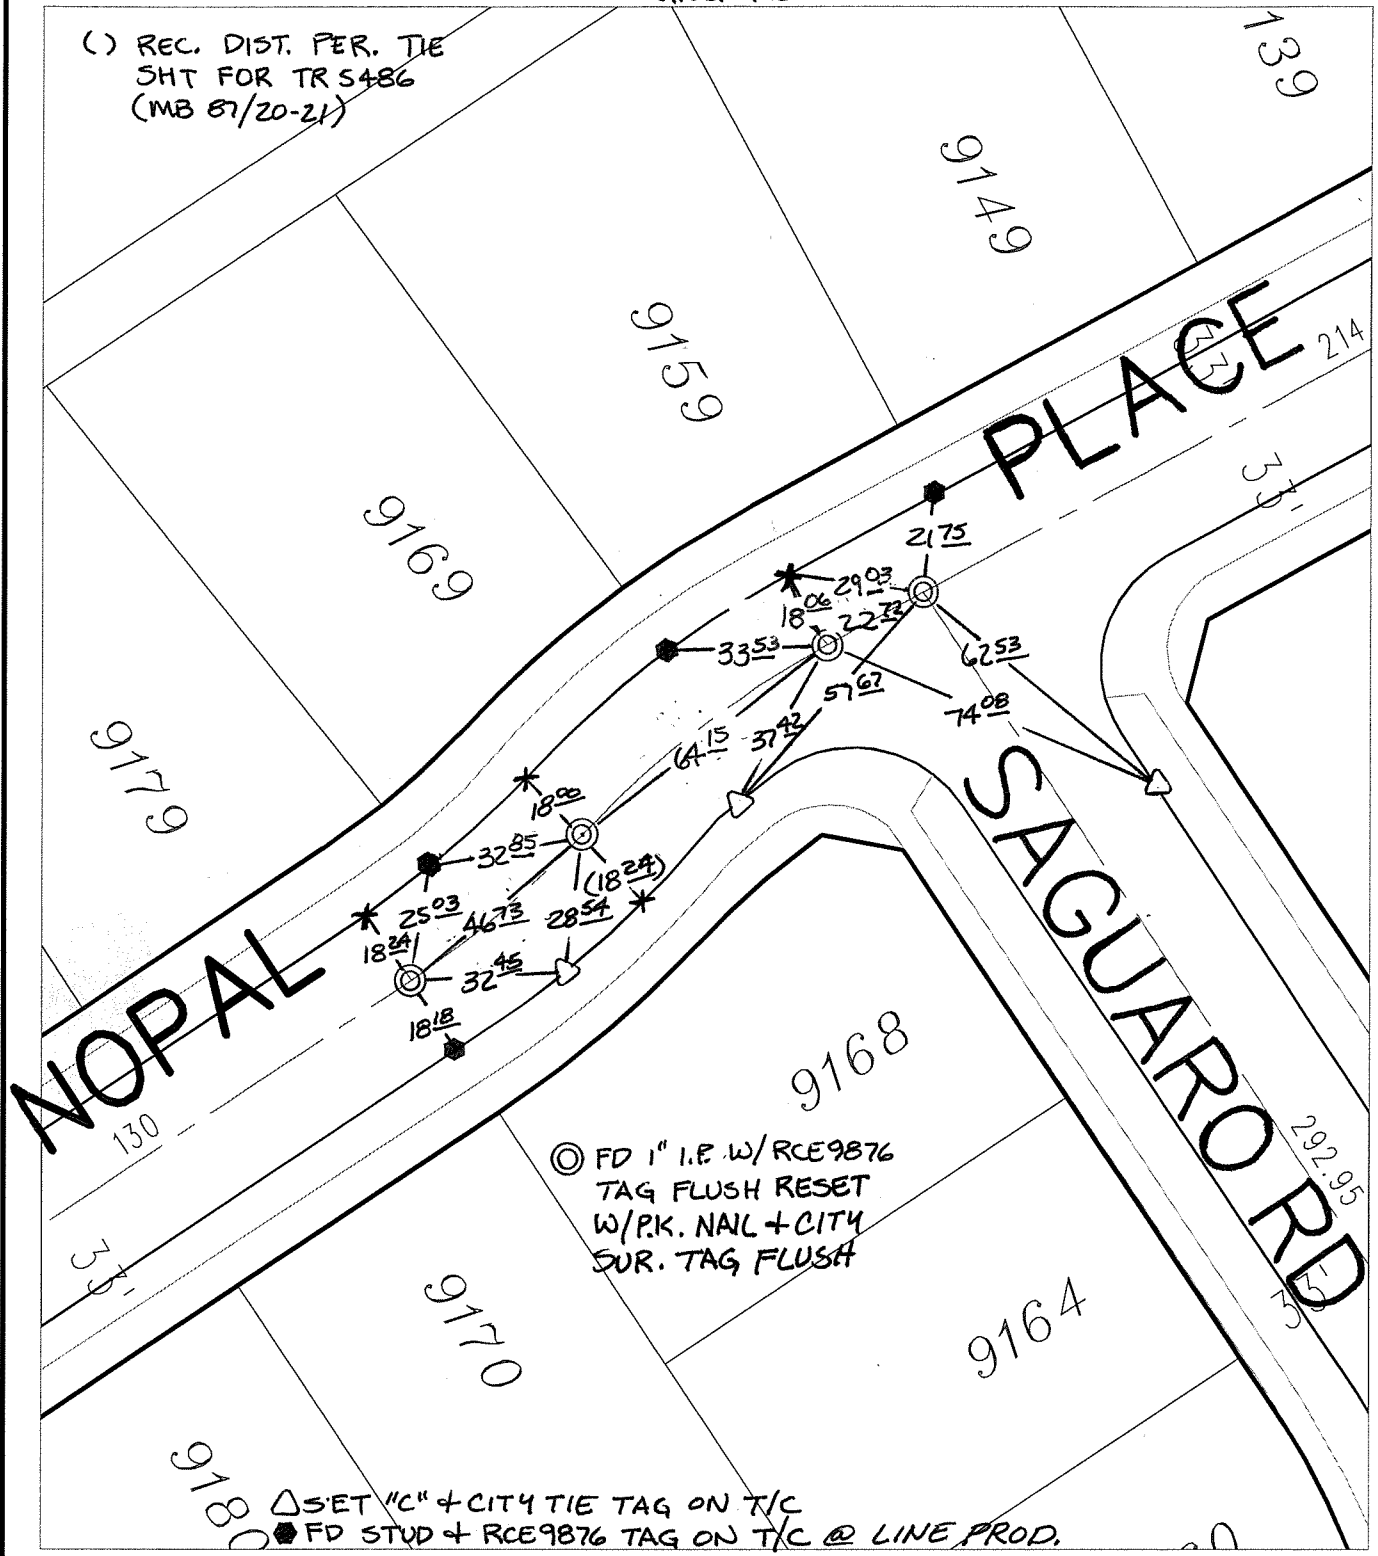 () REC. DIST. PER. TIE
SHT FOR TR 5486
(MB 87/20-21)
139
9149
9159
9169
9179
PLACE
33'
214
33'
21 75
29 03
18 06
22 72
33 53
62 53
57 67
74 08
37 42
64 15
18 00
32 85
(18 24)
25 03
46 73
28 54
18 24
32 45
18 18
NOPAL
130
33'
SAGUARO RD
292.95
33'
9168
◎ FD 1" I.P. W/ RCE9876
TAG FLUSH RESET
W/P.K. NAIL + CITY
SUR. TAG FLUSH
9170
9164
△ SET "C" + CITY TIE TAG ON T/C
● FD STUD + RCE9876 TAG ON T/C @ LINE PROD.